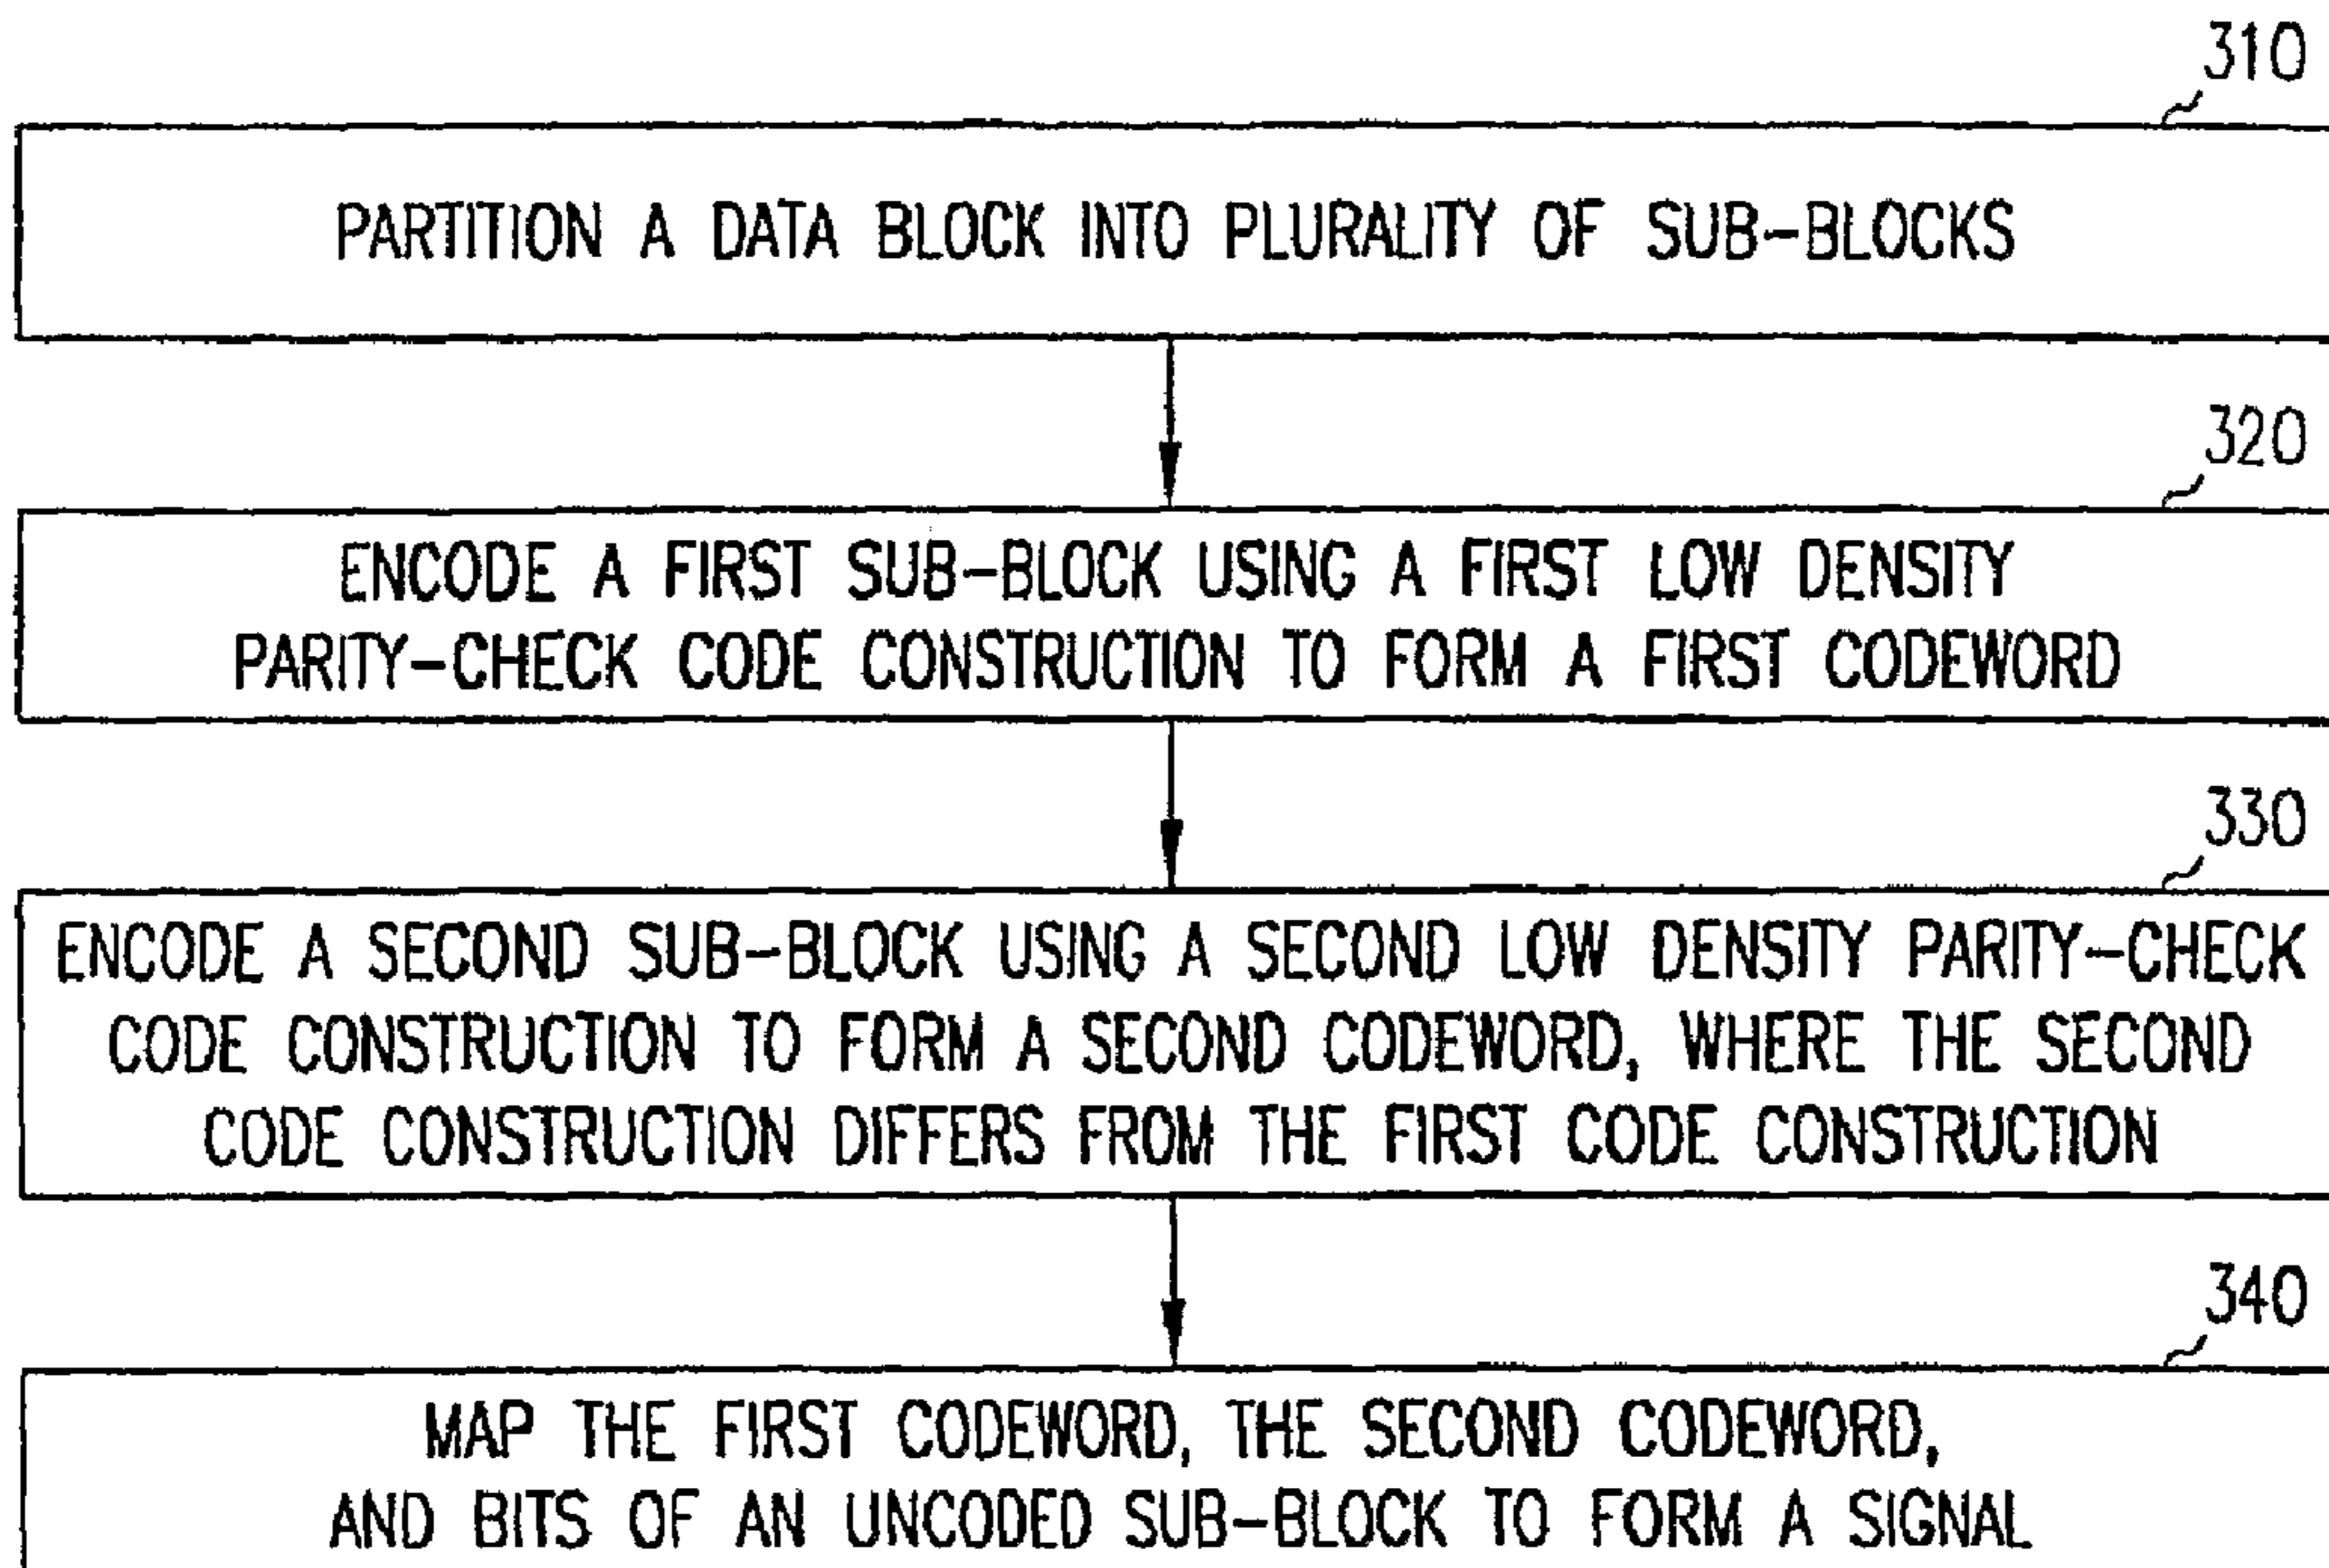 310
PARTITION A DATA BLOCK INTO PLURALITY OF SUB-BLOCKS
320
ENCODE A FIRST SUB-BLOCK USING A FIRST LOW DENSITY
PARITY-CHECK CODE CONSTRUCTION TO FORM A FIRST CODEWORD
330
ENCODE A SECOND SUB-BLOCK USING A SECOND LOW DENSITY PARITY-CHECK
CODE CONSTRUCTION TO FORM A SECOND CODEWORD, WHERE THE SECOND
CODE CONSTRUCTION DIFFERS FROM THE FIRST CODE CONSTRUCTION
340
MAP THE FIRST CODEWORD, THE SECOND CODEWORD,
AND BITS OF AN UNCODED SUB-BLOCK TO FORM A SIGNAL